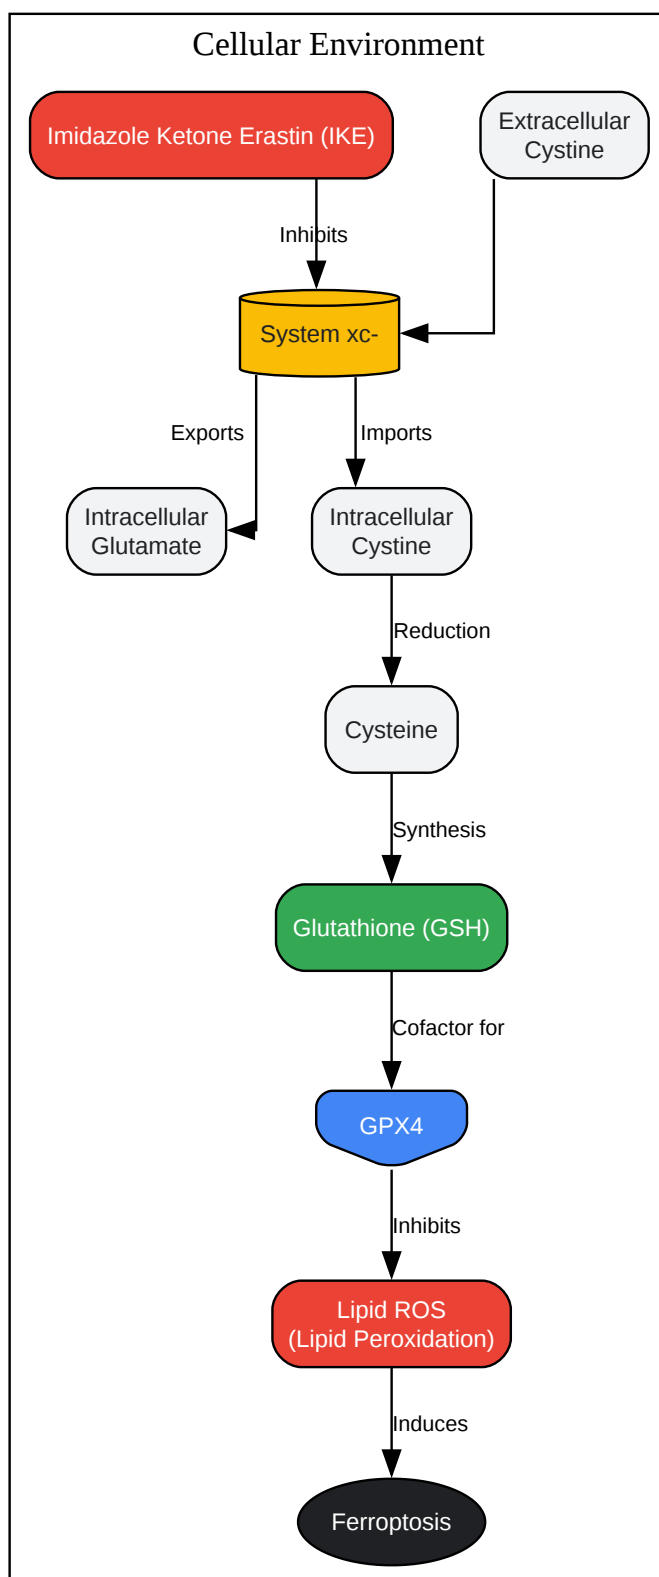 Cellular Environment
Imidazole Ketone Erastin (IKE)
Extracellular
Cystine
Inhibits
System xc-
Exports
Imports
Intracellular
Glutamate
Intracellular
Cystine
Reduction
Cysteine
Synthesis
Glutathione (GSH)
Cofactor for
GPX4
Inhibits
Lipid ROS
(Lipid Peroxidation)
Induces
Ferroptosis